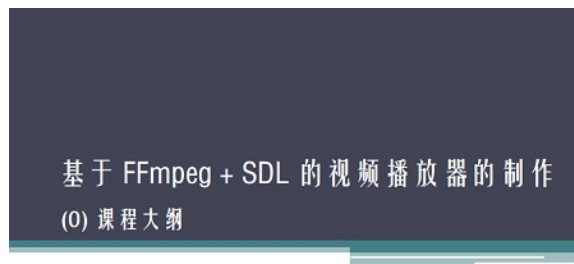 基于 FFmpeg + SDL 的视频播放器的制作
(0) 课程大纲